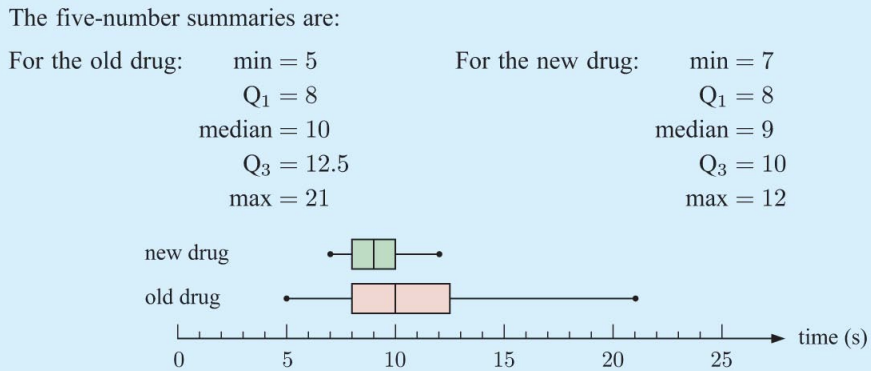 The five-number summaries are:
For the old drug: min = 5 For the new drug: min = 7
Q₁ = 8 Q₁ = 8
median = 10 median = 9
Q₃ = 12.5 Q₃ = 10
max = 21 max = 12
new drug
old drug
time (s)
0 5 10 15 20 25